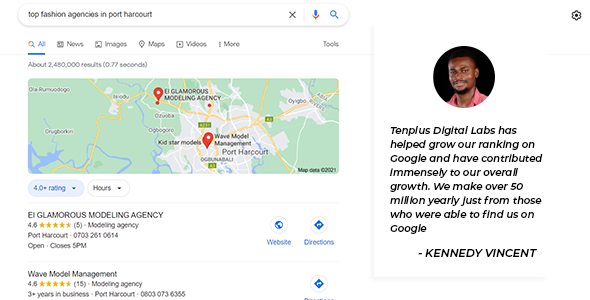 top fashion agencies in port harcourt
All
News
Images
Maps
Videos
More
Tools
About 2,480,000 results (0.77 seconds)
Ola-Rumuodogo
Isiodu
EI GLAMOROUS
MODELING AGENCY
Oyigbo
Ozuoba
Ogbogoro
Orugbokiri
Degema
Kid star models
Wave Model
Management
OGBUNABALI
Port Harcourt
Map data ©2021
4.0+ rating
Hours
EI GLAMOROUS MODELING AGENCY
4.6 (5) · Modeling agency
Port Harcourt · 0703 261 0614
Open · Closes 5PM
Website
Directions
Wave Model Management
4.6 (15) · Modeling agency
3+ years in business · Port Harcourt · 0803 073 6355
Directions
Tenplus Digital Labs has
helped grow our ranking on
Google and have contributed
immensely to our overall
growth. We make over 50
million yearly just from those
who were able to find us on
Google
- KENNEDY VINCENT